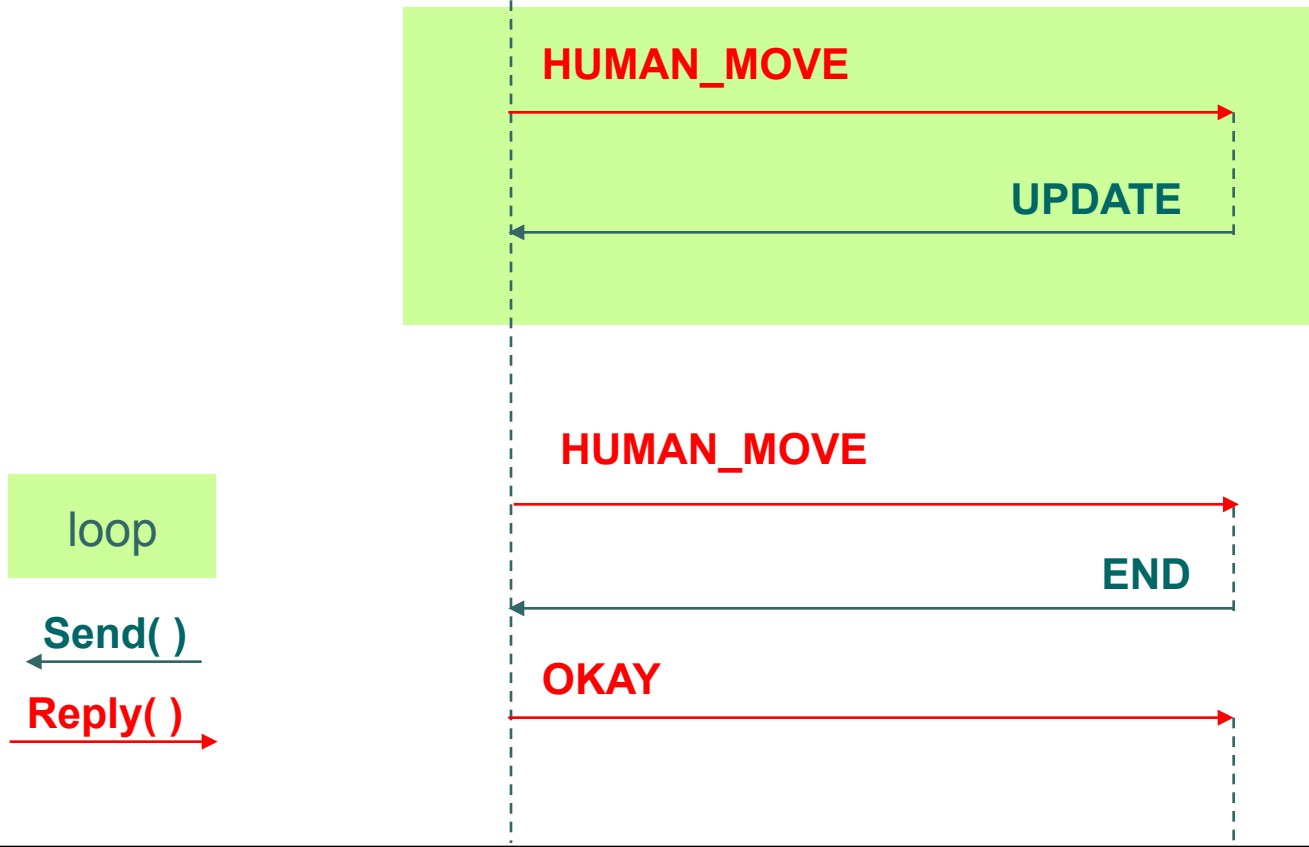 HUMAN_MOVE
UPDATE
HUMAN_MOVE
loop
END
Send( )
OKAY
Reply( )